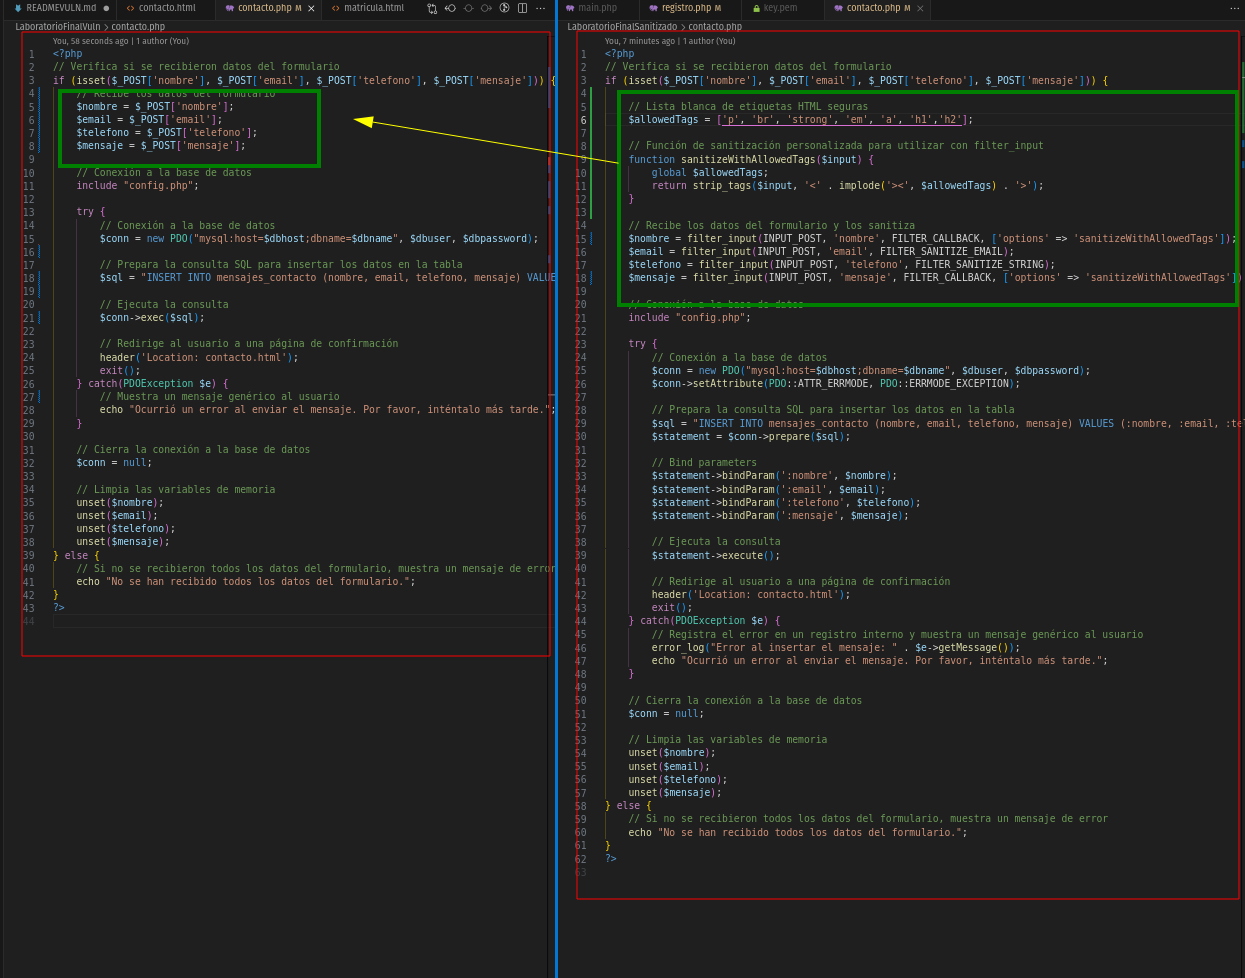 READMEVULN.md
contacto.html
contacto.php M
matricula.html
LaboratorioFinalVuln > contacto.php
You, 58 seconds ago | 1 author (You)
1 <?php
2 // Verifica si se recibieron datos del formulario
3 if (isset($_POST['nombre'], $_POST['email'], $_POST['telefono'], $_POST['mensaje'])) {
4 // Recibe los datos del formulario
5 $nombre = $_POST['nombre'];
6 $email = $_POST['email'];
7 $telefono = $_POST['telefono'];
8 $mensaje = $_POST['mensaje'];
9
10 // Conexión a la base de datos
11 include "config.php";
12
13 try {
14 // Conexión a la base de datos
15 $conn = new PDO("mysql:host=$dbhost;dbname=$dbname", $dbuser, $dbpassword);
16
17 // Prepara la consulta SQL para insertar los datos en la tabla
18 $sql = "INSERT INTO mensajes_contacto (nombre, email, telefono, mensaje) VALUE
19
20 // Ejecuta la consulta
21 $conn->exec($sql);
22
23 // Redirige al usuario a una página de confirmación
24 header('Location: contacto.html');
25 exit();
26 } catch(PDOException $e) {
27 // Muestra un mensaje genérico al usuario
28 echo "Ocurrió un error al enviar el mensaje. Por favor, inténtalo más tarde.";
29 }
30
31 // Cierra la conexión a la base de datos
32 $conn = null;
33
34 // Limpia las variables de memoria
35 unset($nombre);
36 unset($email);
37 unset($telefono);
38 unset($mensaje);
39 } else {
40 // Si no se recibieron todos los datos del formulario, muestra un mensaje de error
41 echo "No se han recibido todos los datos del formulario.";
42 }
43 ?>
44
main.php
registro.php M
key.pem
contacto.php M
LaboratorioFinalSanitizado > contacto.php
You, 7 minutes ago | 1 author (You)
1 <?php
2 // Verifica si se recibieron datos del formulario
3 if (isset($_POST['nombre'], $_POST['email'], $_POST['telefono'], $_POST['mensaje'])) {
4
5 // Lista blanca de etiquetas HTML seguras
6 $allowedTags = ['p', 'br', 'strong', 'em', 'a', 'h1','h2'];
7
8 // Función de sanitización personalizada para utilizar con filter_input
9 function sanitizeWithAllowedTags($input) {
10 global $allowedTags;
11 return strip_tags($input, '<' . implode('><', $allowedTags) . '>');
12 }
13
14 // Recibe los datos del formulario y los sanitiza
15 $nombre = filter_input(INPUT_POST, 'nombre', FILTER_CALLBACK, ['options' => 'sanitizeWithAllowedTags']);
16 $email = filter_input(INPUT_POST, 'email', FILTER_SANITIZE_EMAIL);
17 $telefono = filter_input(INPUT_POST, 'telefono', FILTER_SANITIZE_STRING);
18 $mensaje = filter_input(INPUT_POST, 'mensaje', FILTER_CALLBACK, ['options' => 'sanitizeWithAllowedTags'])
19
20 // Conexión a la base de datos
21 include "config.php";
22
23 try {
24 // Conexión a la base de datos
25 $conn = new PDO("mysql:host=$dbhost;dbname=$dbname", $dbuser, $dbpassword);
26 $conn->setAttribute(PDO::ATTR_ERRMODE, PDO::ERRMODE_EXCEPTION);
27
28 // Prepara la consulta SQL para insertar los datos en la tabla
29 $sql = "INSERT INTO mensajes_contacto (nombre, email, telefono, mensaje) VALUES (:nombre, :email, :te
30 $statement = $conn->prepare($sql);
31
32 // Bind parameters
33 $statement->bindParam(':nombre', $nombre);
34 $statement->bindParam(':email', $email);
35 $statement->bindParam(':telefono', $telefono);
36 $statement->bindParam(':mensaje', $mensaje);
37
38 // Ejecuta la consulta
39 $statement->execute();
40
41 // Redirige al usuario a una página de confirmación
42 header('Location: contacto.html');
43 exit();
44 } catch(PDOException $e) {
45 // Registra el error en un registro interno y muestra un mensaje genérico al usuario
46 error_log("Error al insertar el mensaje: " . $e->getMessage());
47 echo "Ocurrió un error al enviar el mensaje. Por favor, inténtalo más tarde.";
48 }
49
50 // Cierra la conexión a la base de datos
51 $conn = null;
52
53 // Limpia las variables de memoria
54 unset($nombre);
55 unset($email);
56 unset($telefono);
57 unset($mensaje);
58 } else {
59 // Si no se recibieron todos los datos del formulario, muestra un mensaje de error
60 echo "No se han recibido todos los datos del formulario.";
61 }
62 ?>
63